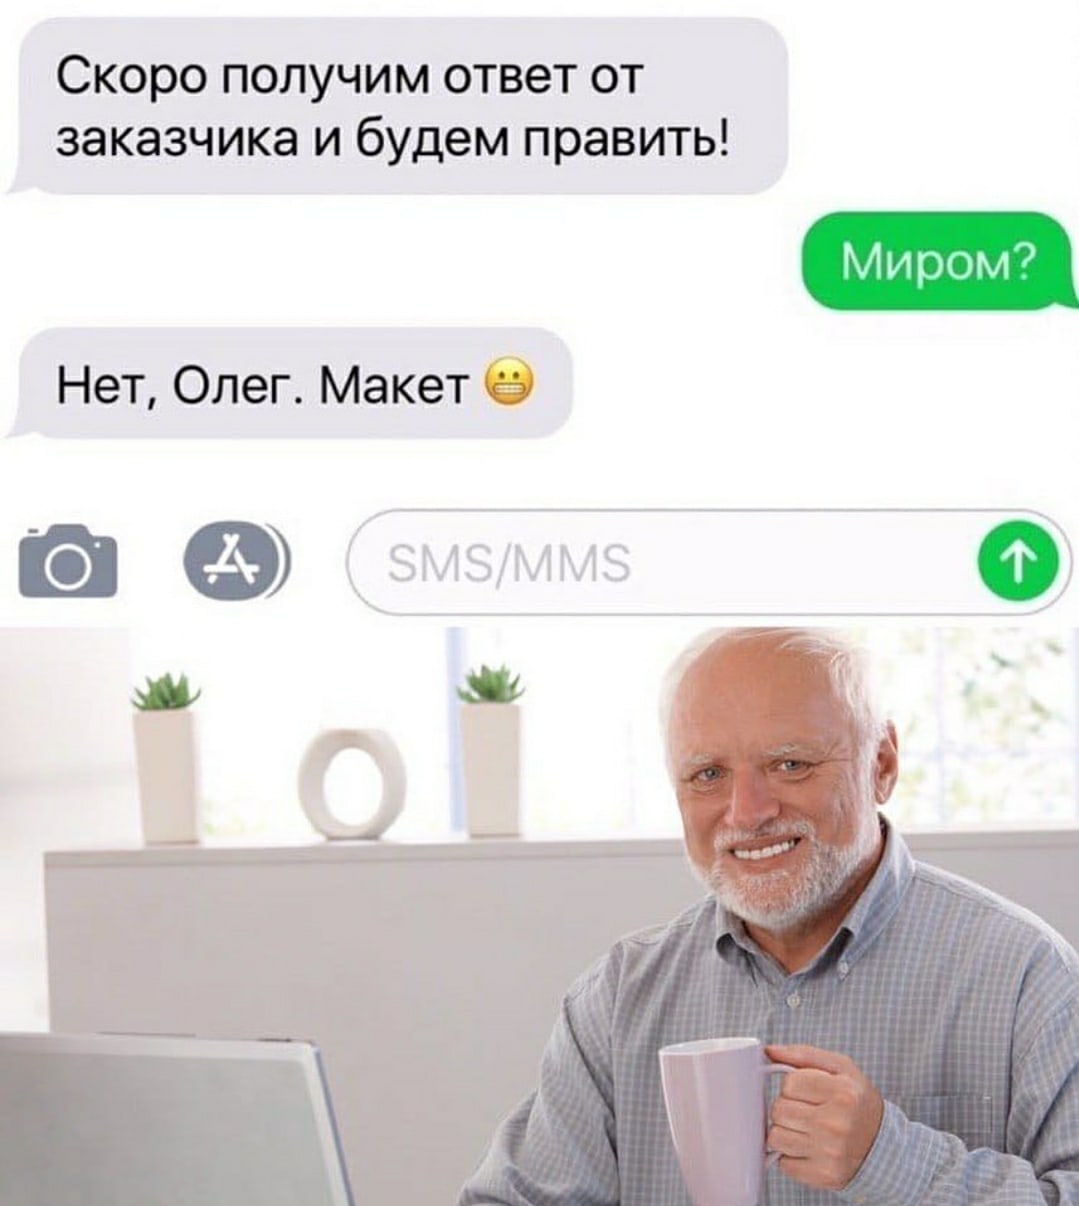 Скоро получим ответ от
заказчика и будем править!
Миром?
Нет, Олег. Макет 😬
SMS/MMS